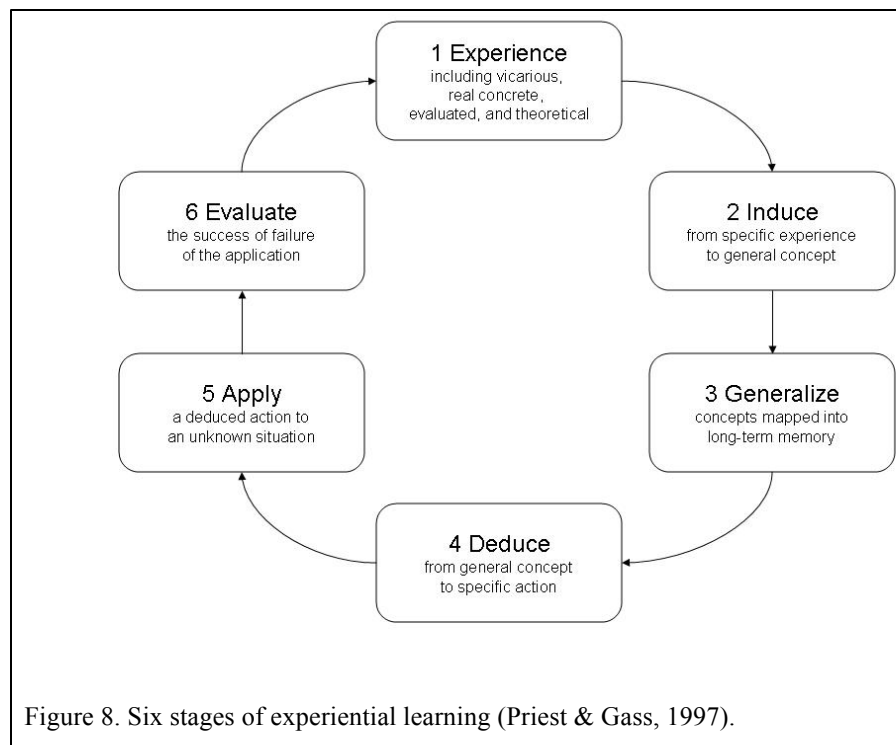 1 Experience
including vicarious,
real concrete,
evaluated, and theoretical
2 Induce
from specific experience
to general concept
3 Generalize
concepts mapped into
long-term memory
4 Deduce
from general concept
to specific action
5 Apply
a deduced action to
an unknown situation
6 Evaluate
the success of failure
of the application
Figure 8. Six stages of experiential learning (Priest & Gass, 1997).